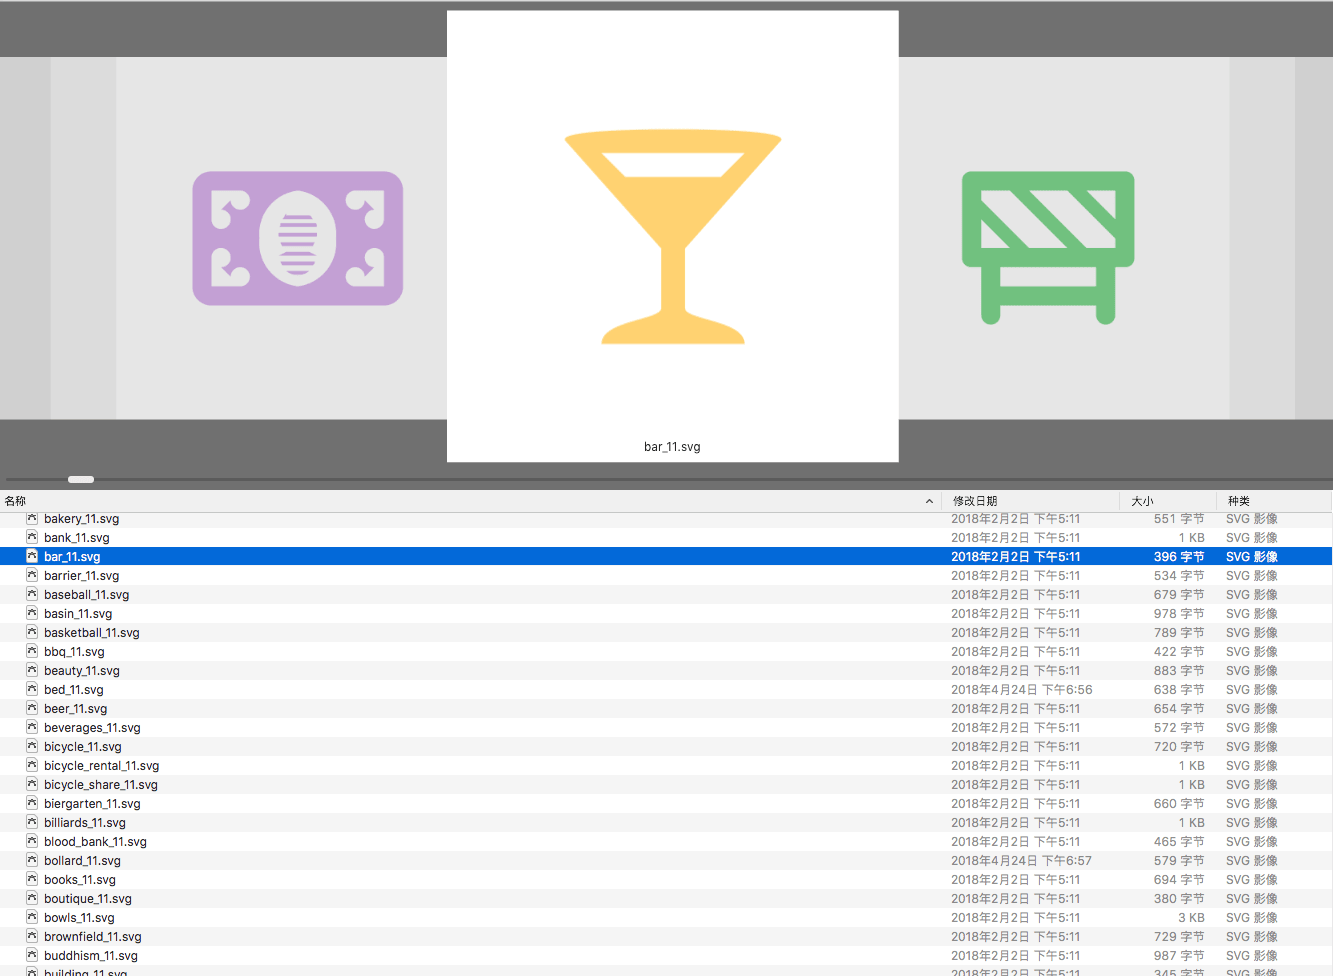 bar_11.svg
名称 修改日期 大小 种类
bakery_11.svg 2018年2月2日 下午5:11 551 字节 SVG 影像
bank_11.svg 2018年2月2日 下午5:11 1 KB SVG 影像
bar_11.svg 2018年2月2日 下午5:11 396 字节 SVG 影像
barrier_11.svg 2018年2月2日 下午5:11 534 字节 SVG 影像
baseball_11.svg 2018年2月2日 下午5:11 679 字节 SVG 影像
basin_11.svg 2018年2月2日 下午5:11 978 字节 SVG 影像
basketball_11.svg 2018年2月2日 下午5:11 789 字节 SVG 影像
bbq_11.svg 2018年2月2日 下午5:11 422 字节 SVG 影像
beauty_11.svg 2018年2月2日 下午5:11 883 字节 SVG 影像
bed_11.svg 2018年4月24日 下午6:56 638 字节 SVG 影像
beer_11.svg 2018年2月2日 下午5:11 654 字节 SVG 影像
beverages_11.svg 2018年2月2日 下午5:11 572 字节 SVG 影像
bicycle_11.svg 2018年2月2日 下午5:11 720 字节 SVG 影像
bicycle_rental_11.svg 2018年2月2日 下午5:11 1 KB SVG 影像
bicycle_share_11.svg 2018年2月2日 下午5:11 1 KB SVG 影像
biergarten_11.svg 2018年2月2日 下午5:11 660 字节 SVG 影像
billiards_11.svg 2018年2月2日 下午5:11 1 KB SVG 影像
blood_bank_11.svg 2018年2月2日 下午5:11 465 字节 SVG 影像
bollard_11.svg 2018年4月24日 下午6:57 579 字节 SVG 影像
books_11.svg 2018年2月2日 下午5:11 694 字节 SVG 影像
boutique_11.svg 2018年2月2日 下午5:11 380 字节 SVG 影像
bowls_11.svg 2018年2月2日 下午5:11 3 KB SVG 影像
brownfield_11.svg 2018年2月2日 下午5:11 729 字节 SVG 影像
buddhism_11.svg 2018年2月2日 下午5:11 987 字节 SVG 影像
building_11.svg 2018年2月2日 下午5:11 345 字节 SVG 影像